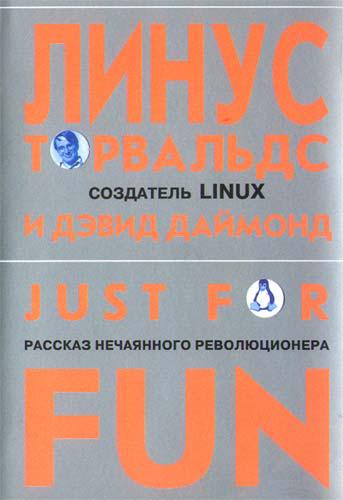 ЛИНУС
ТОРВАЛЬДС
СОЗДАТЕЛЬ LINUX
И ДЭВИД ДАЙМОНД
JUST FOR
РАССКАЗ НЕЧАЯННОГО РЕВОЛЮЦИОНЕРА
FUN